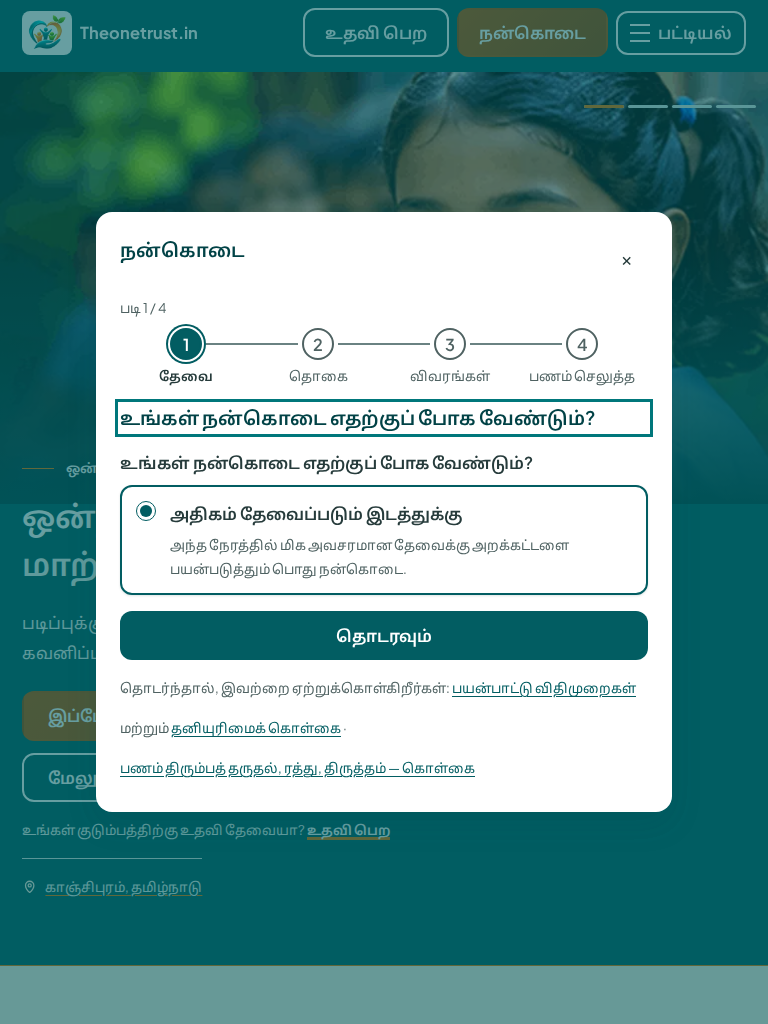 Theonetrust.in
உதவி பெற
நன்கொடை
பட்டியல்
நன்கொடை
×
படி 1 / 4
1
2
3
4
தேவை
தொகை
விவரங்கள்
பணம் செலுத்த
உங்கள் நன்கொடை எதற்குப் போக வேண்டும்?
உங்கள் நன்கொடை எதற்குப் போக வேண்டும்?
அதிகம் தேவைப்படும் இடத்துக்கு
அந்த நேரத்தில் மிக அவசரமான தேவைக்கு அறக்கட்டளை
பயன்படுத்தும் பொது நன்கொடை.
தொடரவும்
தொடர்ந்தால், இவற்றை ஏற்றுக்கொள்கிறீர்கள்: பயன்பாட்டு விதிமுறைகள்
மற்றும் தனியுரிமைக் கொள்கை ·
பணம் திரும்பத் தருதல், ரத்து, திருத்தம் — கொள்கை
உங்கள் குடும்பத்திற்கு உதவி தேவையா? உதவி பெற
காஞ்சிபுரம், தமிழ்நாடு